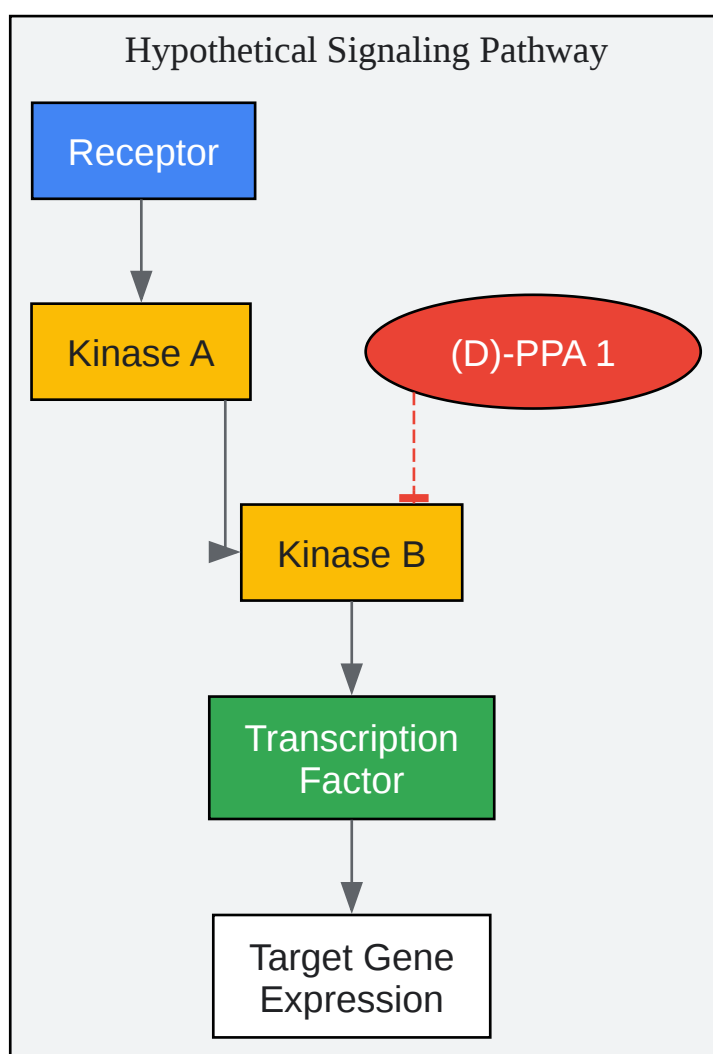 Hypothetical Signaling Pathway
Receptor
Kinase A
(D)-PPA 1
Kinase B
Transcription
Factor
Target Gene
Expression